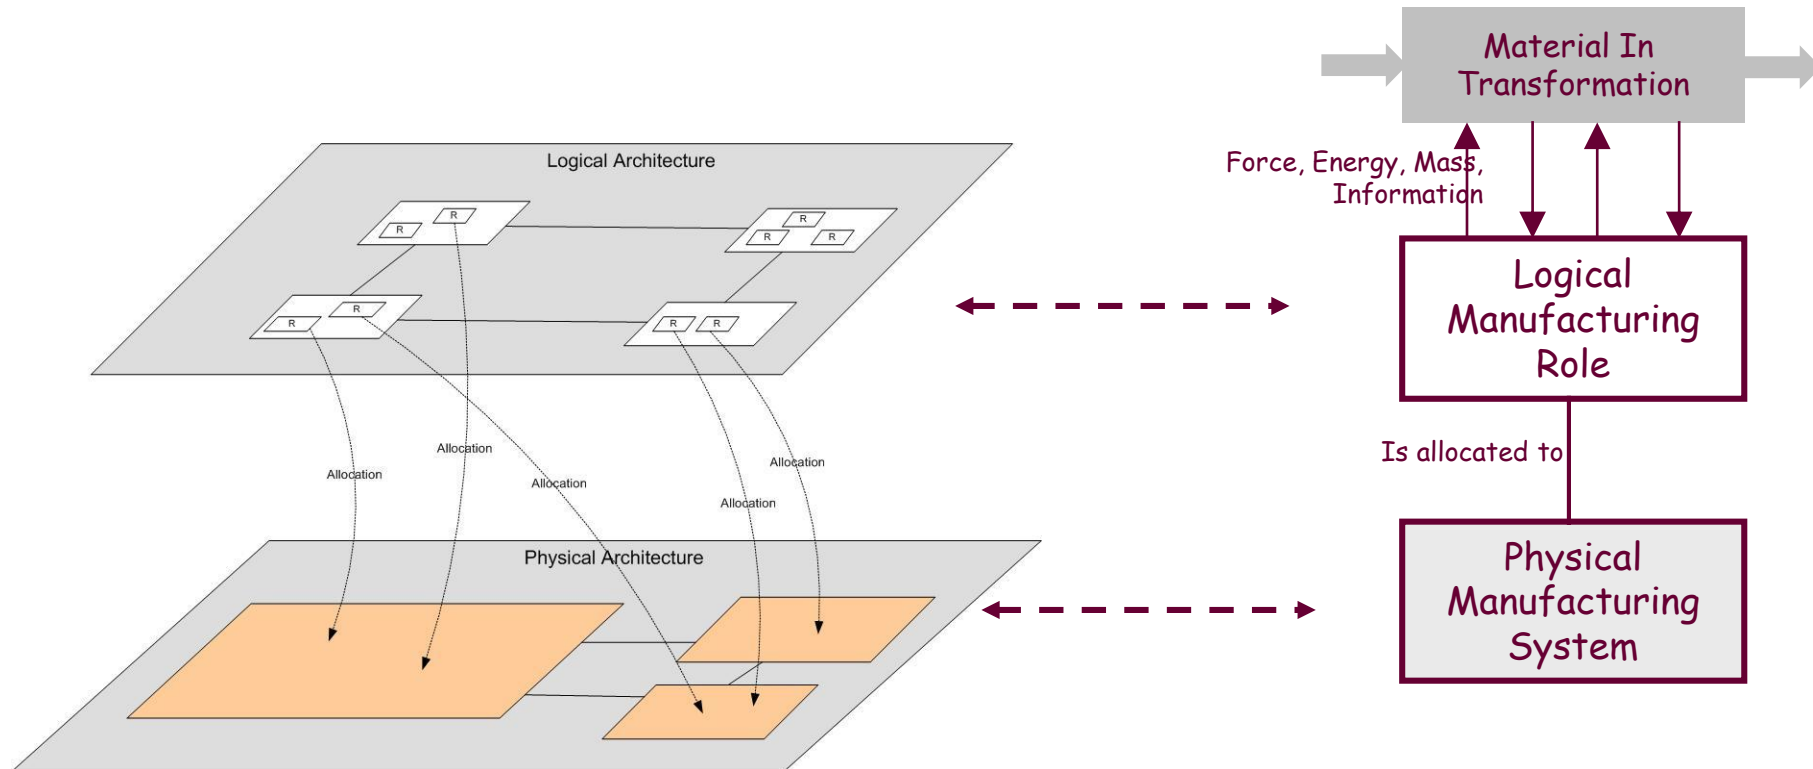 Material In
Transformation
Force, Energy, Mass,
Information
Logical Architecture
R
R
R
R
R
R
R
R
R
Logical
Manufacturing
Role
Is allocated to
Allocation
Allocation
Allocation
Allocation
Allocation
Physical Architecture
Physical
Manufacturing
System